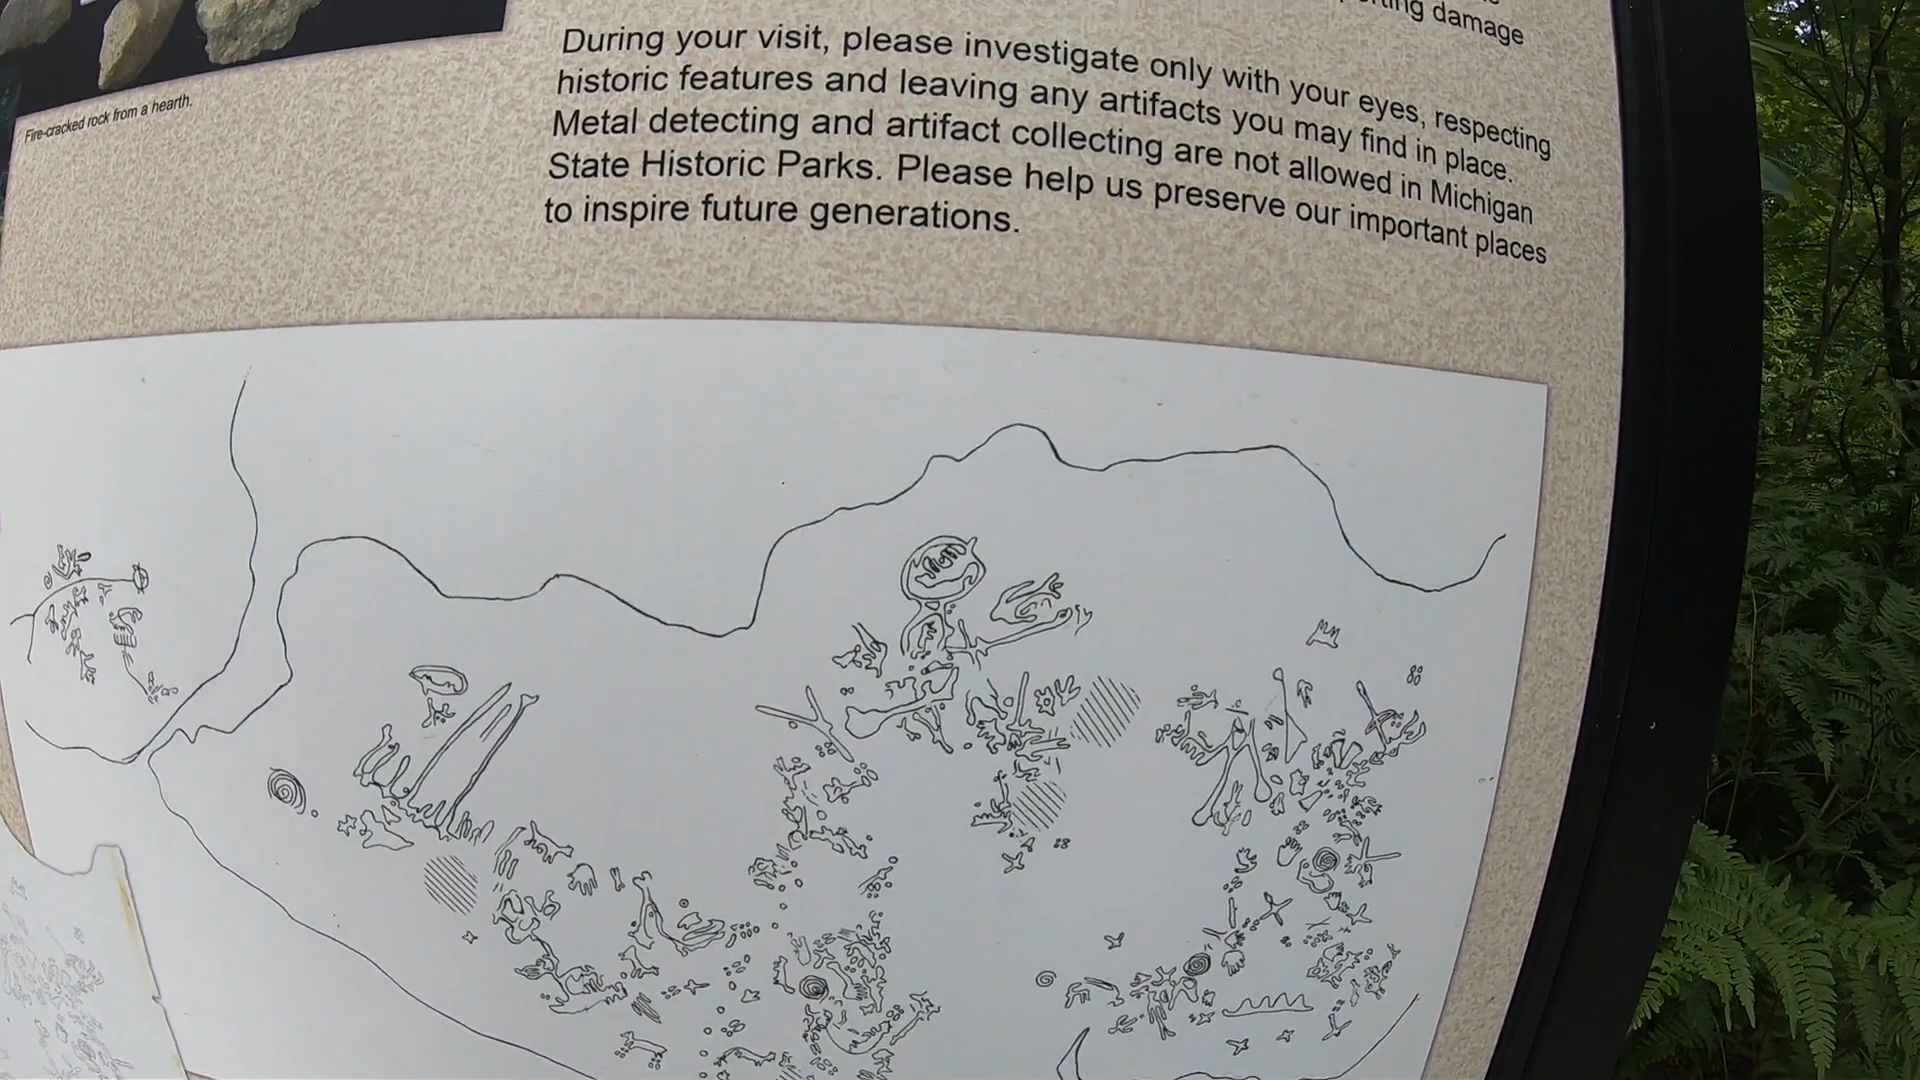 damage
During your visit, please investigate only with your eyes, respecting
historic features and leaving any artifacts you may find in place.
Metal detecting and artifact collecting are not allowed in Michigan
State Historic Parks. Please help us preserve our important places
to inspire future generations.
Fire-cracked rock from a hearth.